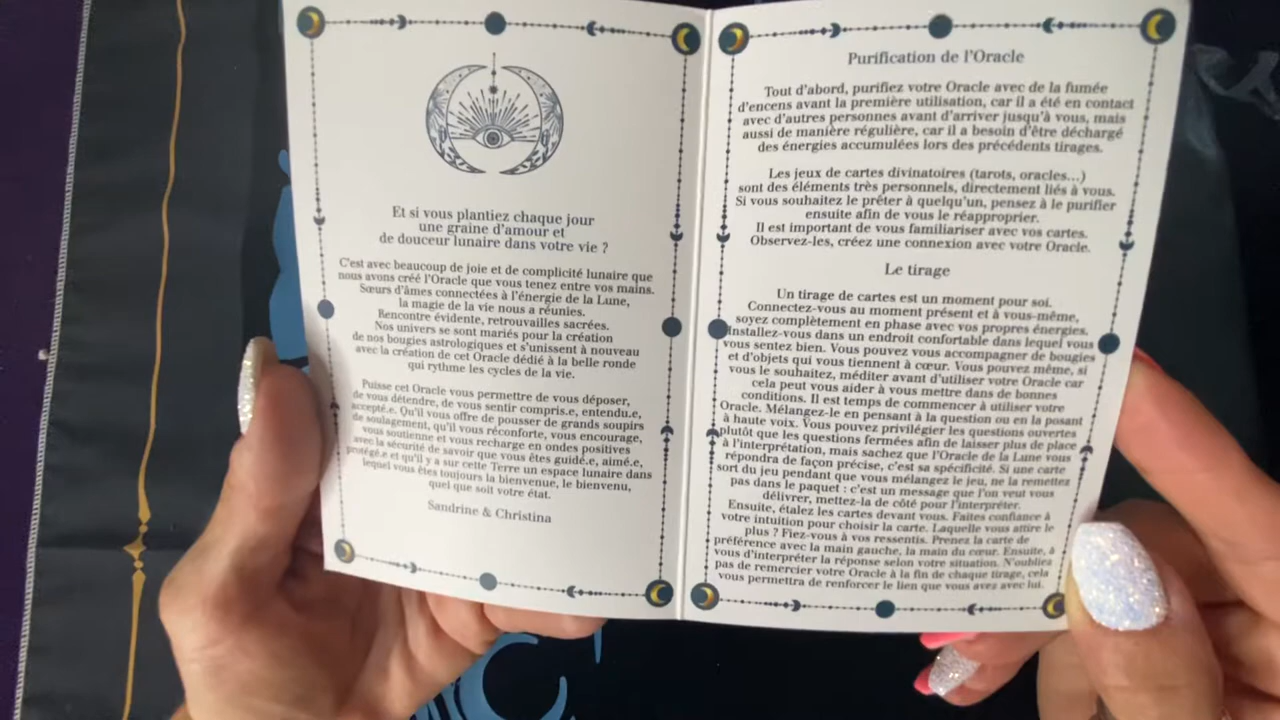 Et si vous plantiez chaque jour
une graine d'amour et
de douceur lunaire dans votre vie ?
C'est avec beaucoup de joie et de complicité lunaire que
nous avons créé l'Oracle que vous tenez entre vos mains.
Sœurs d'âmes connectées à l'énergie de la Lune,
la magie de la vie nous a réunies.
Rencontre évidente, retrouvailles sacrées.
Nos univers se sont mariés pour la création
de nos bougies astrologiques et s'unissent à nouveau
avec la création de cet Oracle dédié à la belle ronde
qui rythme les cycles de la vie.
Puisse cet Oracle vous permettre de vous déposer,
de vous détendre, de vous sentir compris.e, entendu.e,
accepté.e. Qu'il vous offre de pousser de grands soupirs
de soulagement, qu'il vous réconforte, vous encourage,
vous soutienne et vous recharge en ondes positives
avec la sécurité de savoir que vous êtes guidé.e, aimé.e,
protégé.e et qu'il y a sur cette Terre un espace lunaire dans
lequel vous êtes toujours la bienvenue, le bienvenu,
quel que soit votre état.
Sandrine & Christina
Purification de l'Oracle
Tout d'abord, purifiez votre Oracle avec de la fumée
d'encens avant la première utilisation, car il a été en contact
avec d'autres personnes avant d'arriver jusqu'à vous, mais
aussi de manière régulière, car il a besoin d'être déchargé
des énergies accumulées lors des précédents tirages.
Les jeux de cartes divinatoires (tarots, oracles...)
sont des éléments très personnels, directement liés à vous.
Si vous souhaitez le prêter à quelqu'un, pensez à le purifier
ensuite afin de vous le réapproprier.
Il est important de vous familiariser avec vos cartes.
Observez-les, créez une connexion avec votre Oracle.
Le tirage
Un tirage de cartes est un moment pour soi.
Connectez-vous au moment présent et à vous-même,
soyez complètement en phase avec vos propres énergies.
Installez-vous dans un endroit confortable dans lequel vous
vous sentez bien. Vous pouvez vous accompagner de bougies
et d'objets qui vous tiennent à cœur. Vous pouvez même, si
vous le souhaitez, méditer avant d'utiliser votre Oracle car
cela peut vous aider à vous mettre dans de bonnes
conditions. Il est temps de commencer à utiliser votre
Oracle. Mélangez-le en pensant à la question ou en la posant
à haute voix. Vous pouvez privilégier les questions ouvertes
plutôt que les questions fermées afin de laisser plus de place
à l'interprétation, mais sachez que l'Oracle de la Lune vous
répondra de façon précise, c'est sa spécificité. Si une carte
sort du jeu pendant que vous mélangez le jeu, ne la remettez
pas dans le paquet : c'est un message que l'on veut vous
délivrer, mettez-la de côté pour l'interpréter.
Ensuite, étalez les cartes devant vous. Faites confiance à
votre intuition pour choisir la carte. Laquelle vous attire le
plus ? Fiez-vous à vos ressentis. Prenez la carte de
préférence avec la main gauche, la main du cœur. Ensuite, à
vous d'interpréter la réponse selon votre situation. N'oubliez
pas de remercier votre Oracle à la fin de chaque tirage, cela
vous permettra de renforcer le lien que vous avez avec lui.